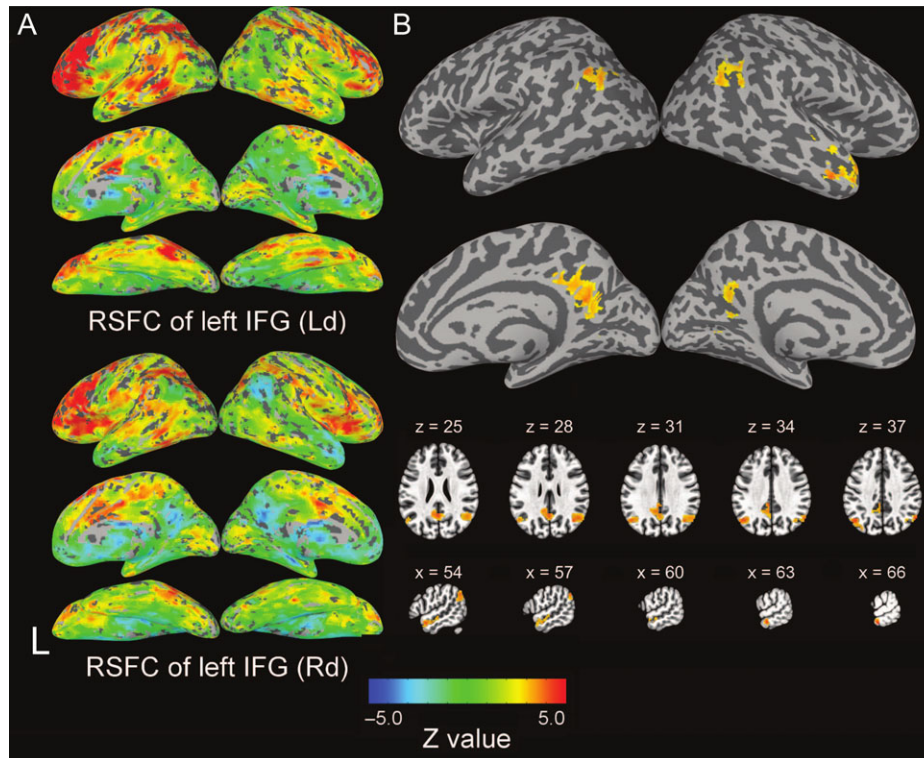 A
B
RSFC of left IFG (Ld)
z = 25 z = 28 z = 31 z = 34 z = 37
x = 54 x = 57 x = 60 x = 63 x = 66
L
RSFC of left IFG (Rd)
−5.0 5.0
Z value